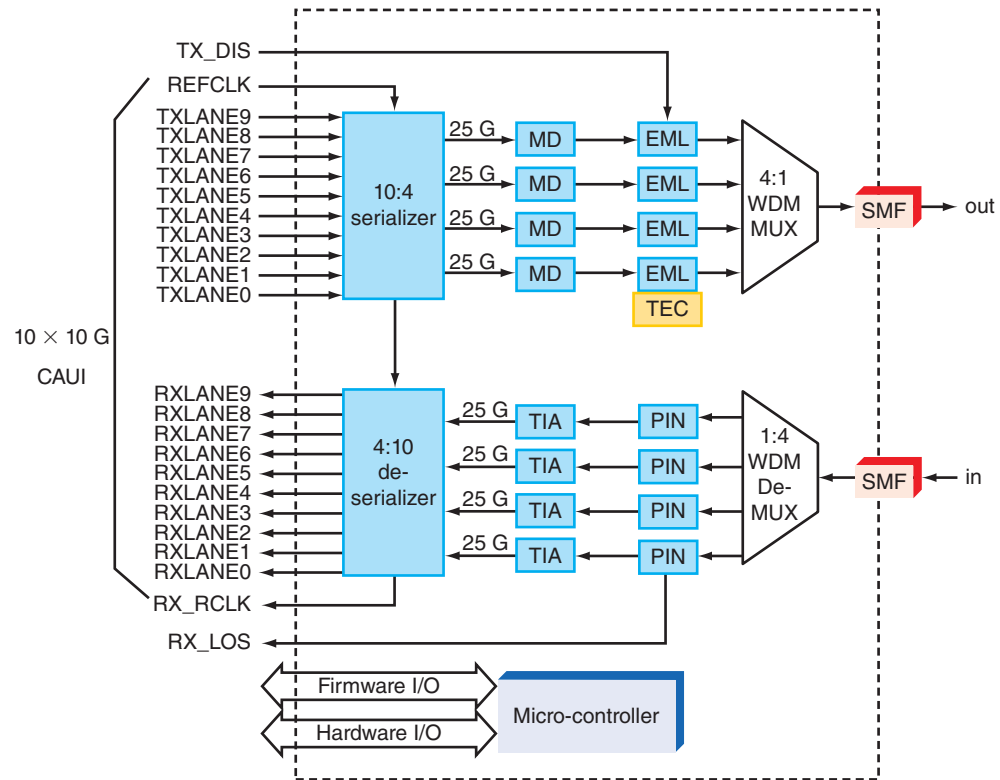 TX_DIS
REFCLK
TXLANE9
TXLANE8
TXLANE7
TXLANE6
TXLANE5
TXLANE4
TXLANE3
TXLANE2
TXLANE1
TXLANE0
10:4
serializer
25 G
25 G
25 G
25 G
MD
MD
MD
MD
EML
EML
EML
EML
TEC
4:1
WDM
MUX
SMF
out
10 × 10 G
CAUI
RXLANE9
RXLANE8
RXLANE7
RXLANE6
RXLANE5
RXLANE4
RXLANE3
RXLANE2
RXLANE1
RXLANE0
RX_RCLK
RX_LOS
4:10
de-
serializer
25 G
25 G
25 G
25 G
TIA
TIA
TIA
TIA
PIN
PIN
PIN
PIN
1:4
WDM
De-
MUX
SMF
in
Firmware I/O
Hardware I/O
Micro-controller